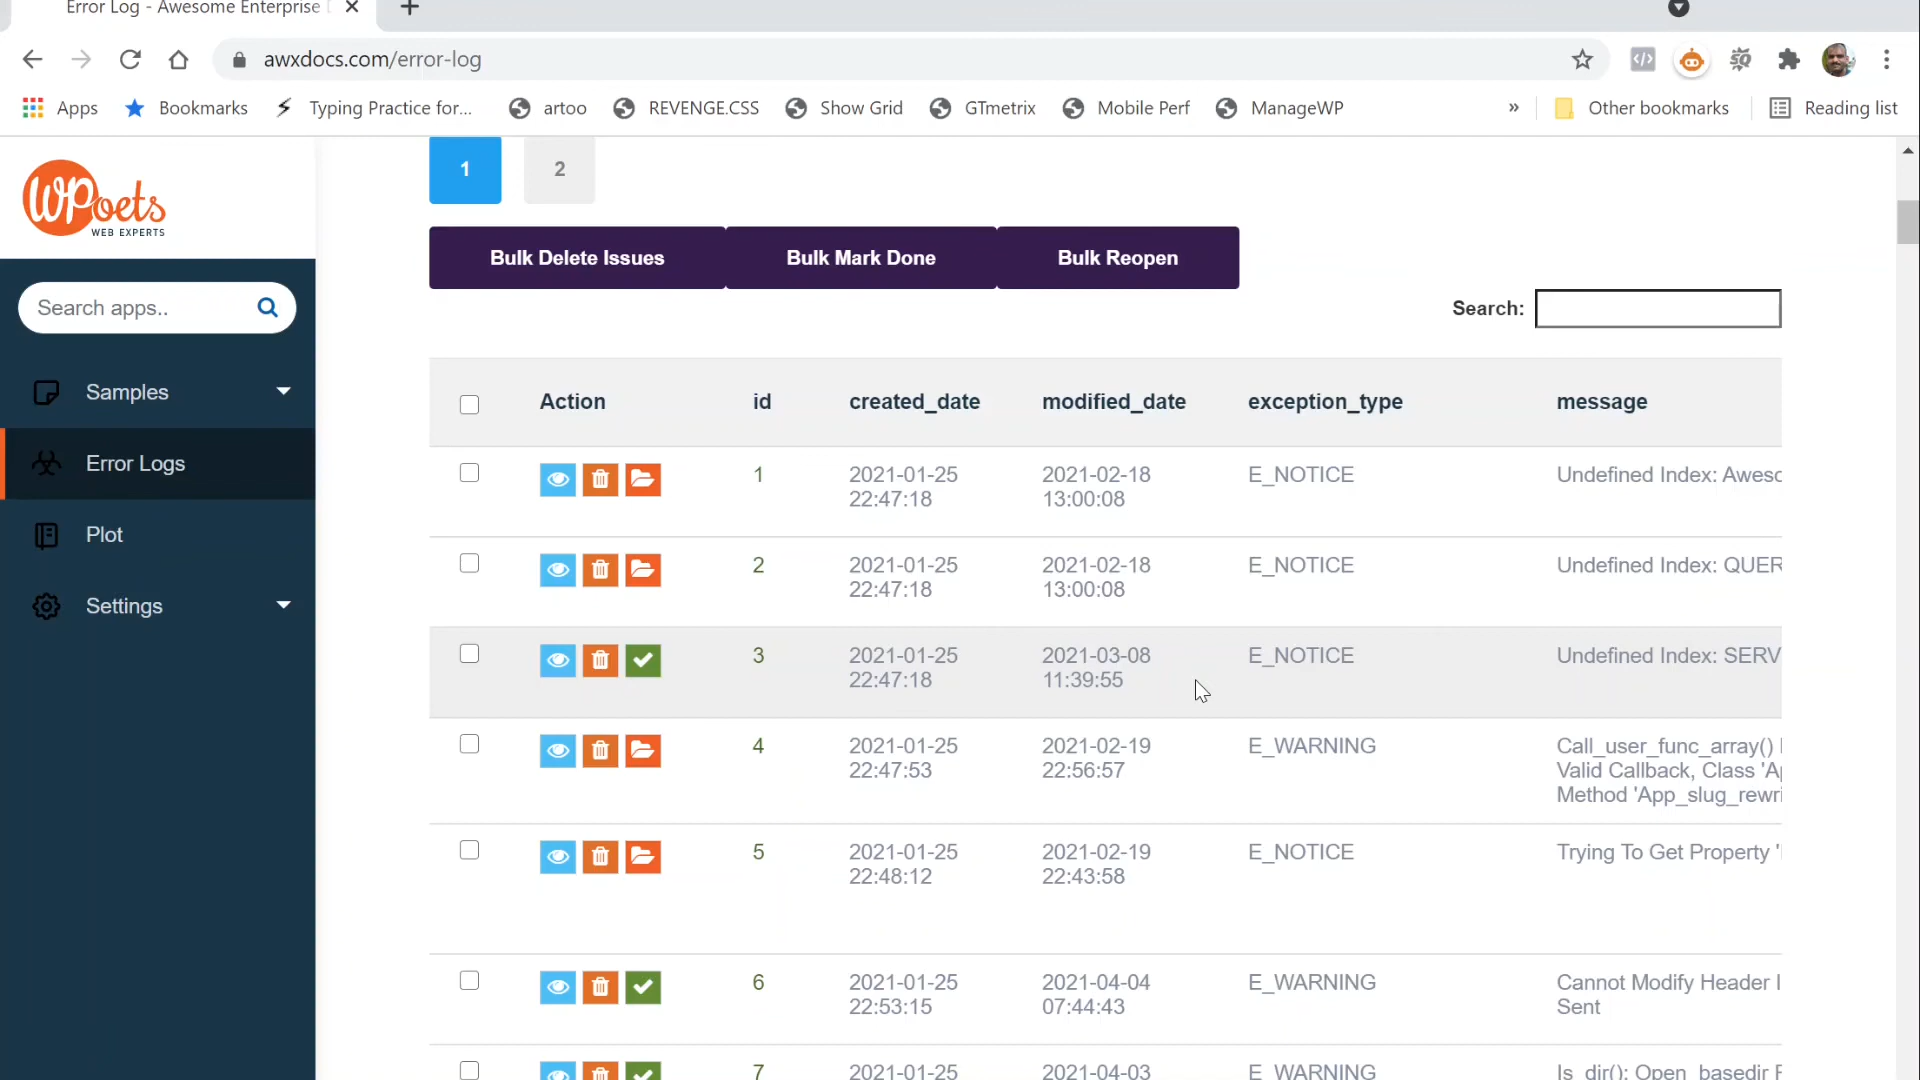 Error Log - Awesome Enterprise
awxdocs.com/error-log
Apps Bookmarks Typing Practice for... artoo REVENGE.CSS Show Grid GTmetrix Mobile Perf ManageWP » Other bookmarks Reading list
WPoets
WEB EXPERTS
Search apps..
Samples
Error Logs
Plot
Settings
1 2
Bulk Delete Issues Bulk Mark Done Bulk Reopen
Search:
Action id created_date modified_date exception_type message
1 2021-01-25 2021-02-18 E_NOTICE Undefined Index: Aweso
22:47:18 13:00:08
2 2021-01-25 2021-02-18 E_NOTICE Undefined Index: QUER
22:47:18 13:00:08
3 2021-01-25 2021-03-08 E_NOTICE Undefined Index: SERV
22:47:18 11:39:55
4 2021-01-25 2021-02-19 E_WARNING Call_user_func_array()
22:47:53 22:56:57 Valid Callback, Class 'Ap
Method 'App_slug_rewri
5 2021-01-25 2021-02-19 E_NOTICE Trying To Get Property
22:48:12 22:43:58
6 2021-01-25 2021-04-04 E_WARNING Cannot Modify Header I
22:53:15 07:44:43 Sent
7 2021-01-25 2021-04-03 E_WARNING Is_dir(): Open_basedir